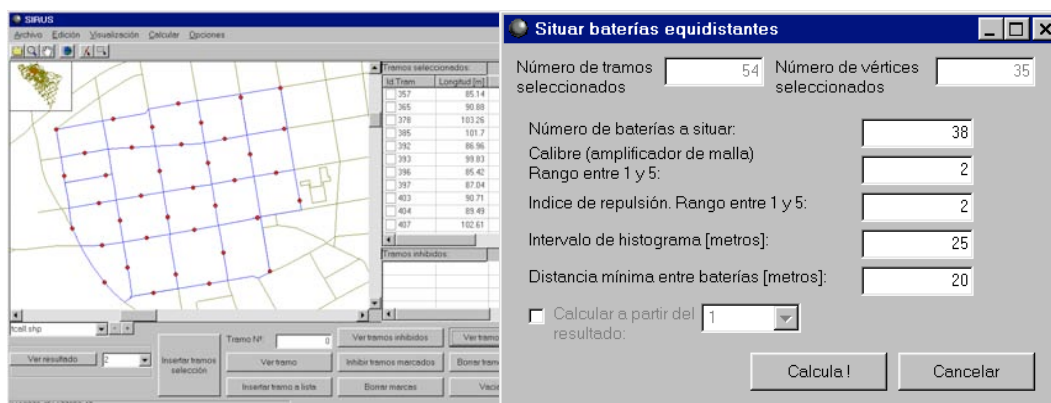 SIRUS
Archivo Edición Visualización Calcular Opciones
Tramos seleccionados:
Id Tram Longitud [m]
357 85.14
365 90.88
378 103.26
385 101.7
392 86.96
393 99.83
396 85.42
397 87.04
403 90.71
404 89.49
407 102.61
Tramos inhibidos:
tcall.shp
Tramo Nº: 0
Ver tramos inhibidos
Ver tramo
Ver resultado 2
Insertar tramos selección
Ver tramo
Inhibir tramos marcados
Borrar tram
Insertar tramo a lista
Borrar marcas
Vacia
Situar baterías equidistantes
Número de tramos seleccionados 54
Número de vértices seleccionados 35
Número de baterías a situar: 38
Calibre (amplificador de malla)
Rango entre 1 y 5: 2
Indice de repulsión. Rango entre 1 y 5: 2
Intervalo de histograma [metros]: 25
Distancia mínima entre baterías [metros]: 20
Calcular a partir del resultado: 1
Calcula !
Cancelar